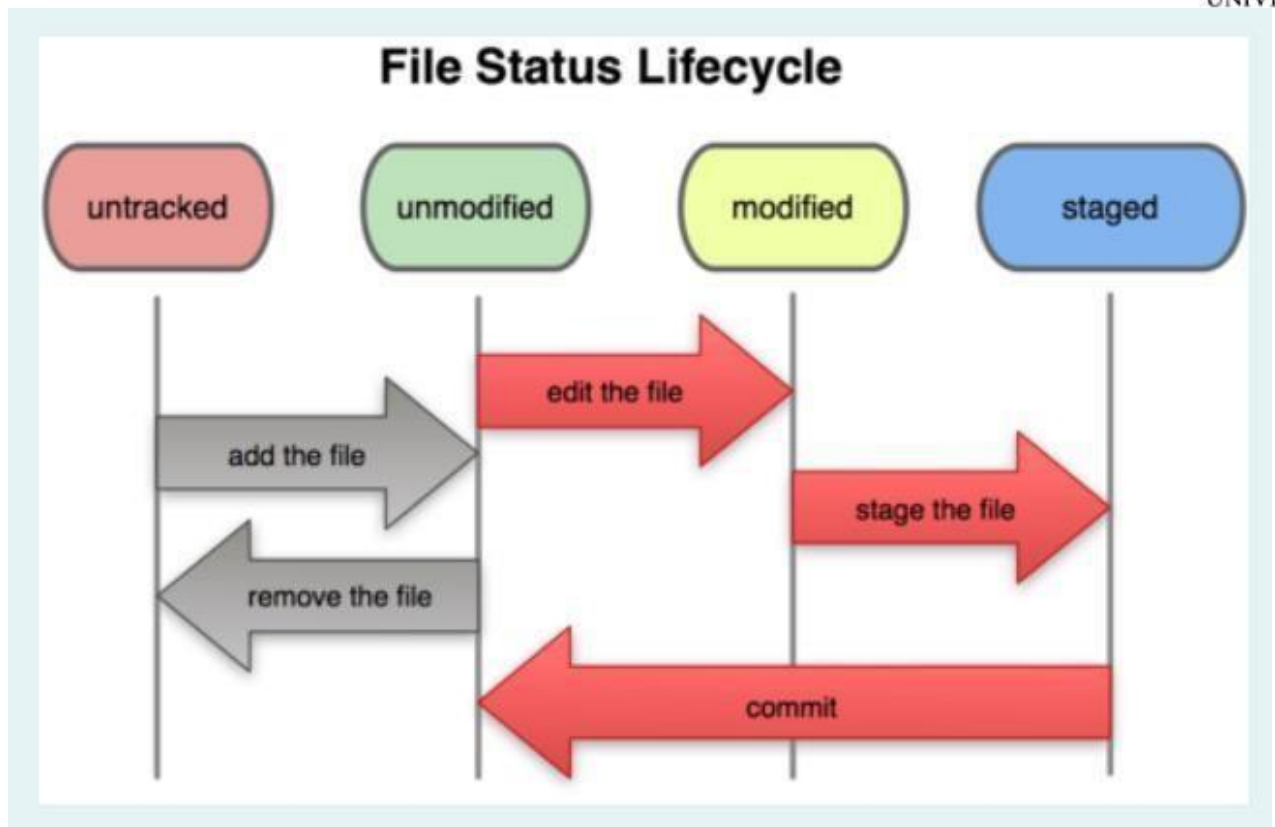 File Status Lifecycle
untracked unmodified modified staged
edit the file
add the file
stage the file
remove the file
commit